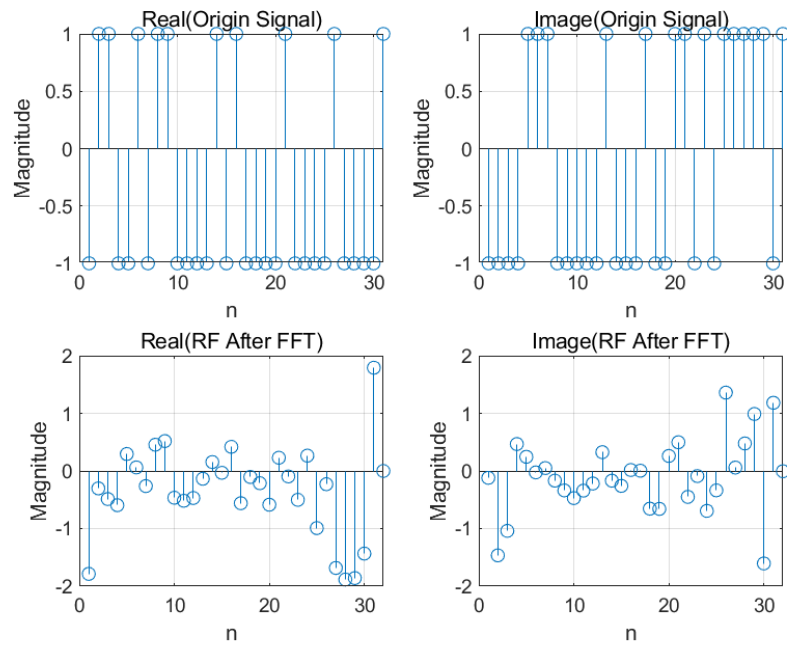 Real(Origin Signal)
1
0.5
0
-0.5
-1
0 10 20 30
Magnitude
n
Image(Origin Signal)
1
0.5
0
-0.5
-1
0 10 20 30
Magnitude
n
Real(RF After FFT)
2
1
0
-1
-2
0 10 20 30
Magnitude
n
Image(RF After FFT)
2
1
0
-1
-2
0 10 20 30
Magnitude
n